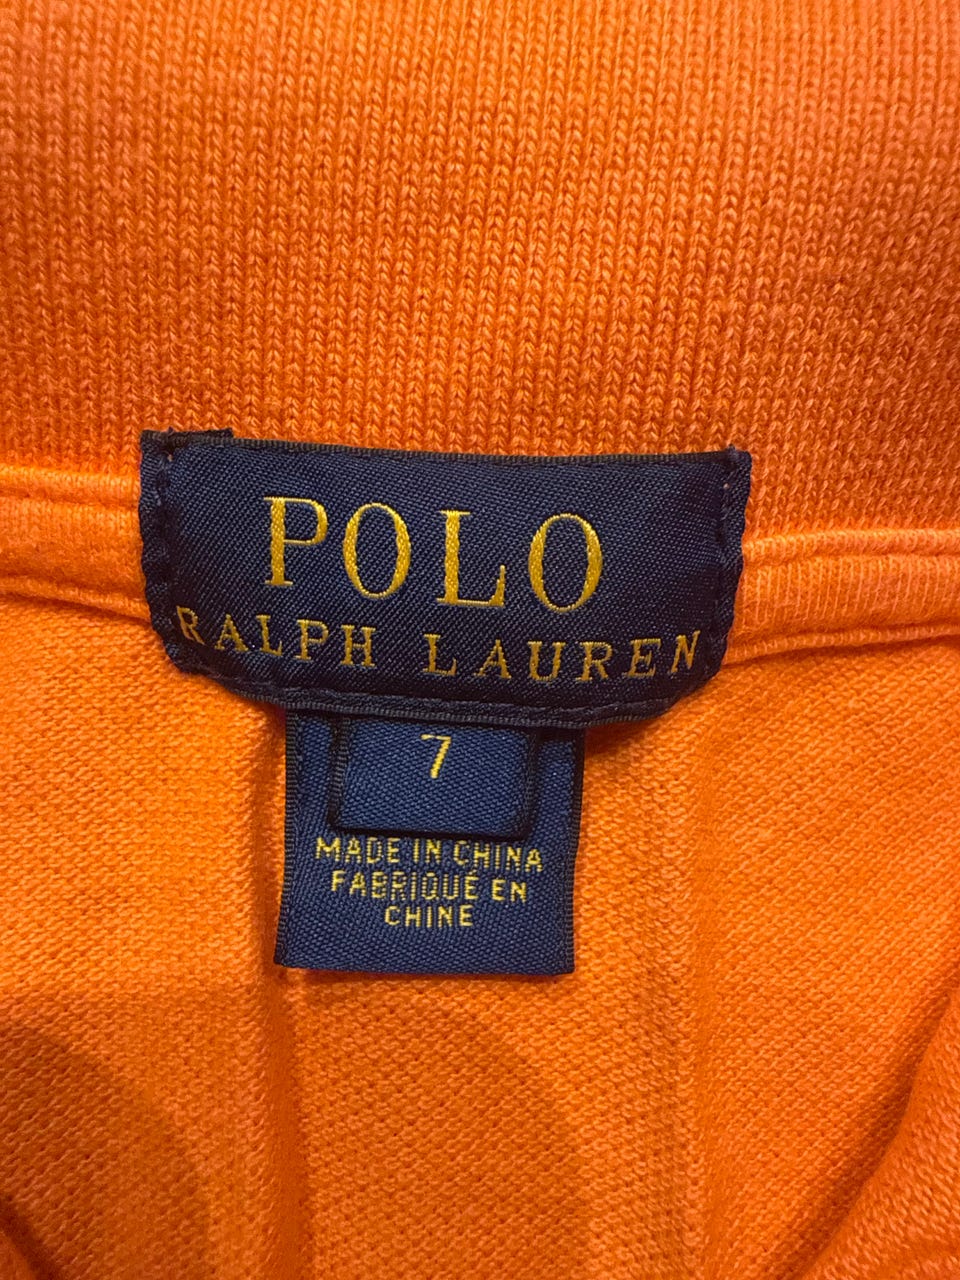 POLO
RALPH LAUREN
7
MADE IN CHINA
FABRIQUÉ EN
CHINE